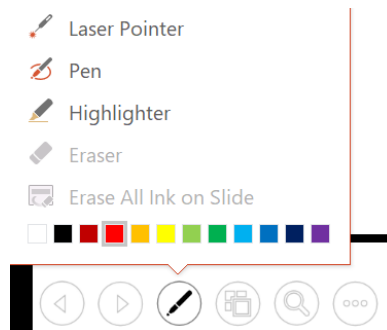 Laser Pointer
Pen
Highlighter
Eraser
Erase All Ink on Slide